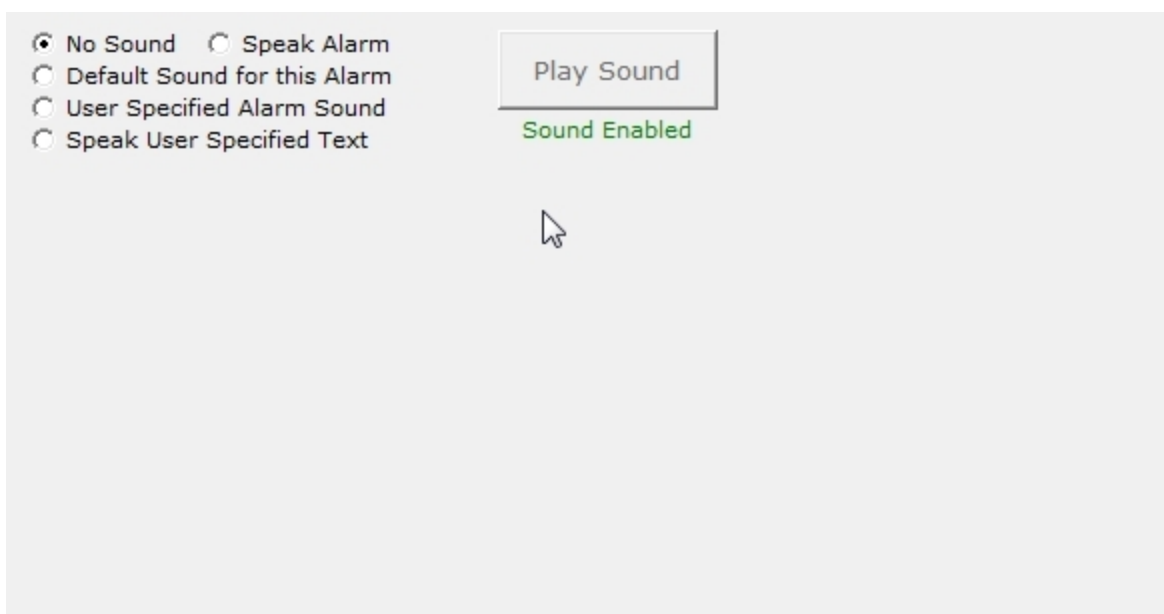 No Sound Speak Alarm
Default Sound for this Alarm
User Specified Alarm Sound
Speak User Specified Text
Play Sound
Sound Enabled